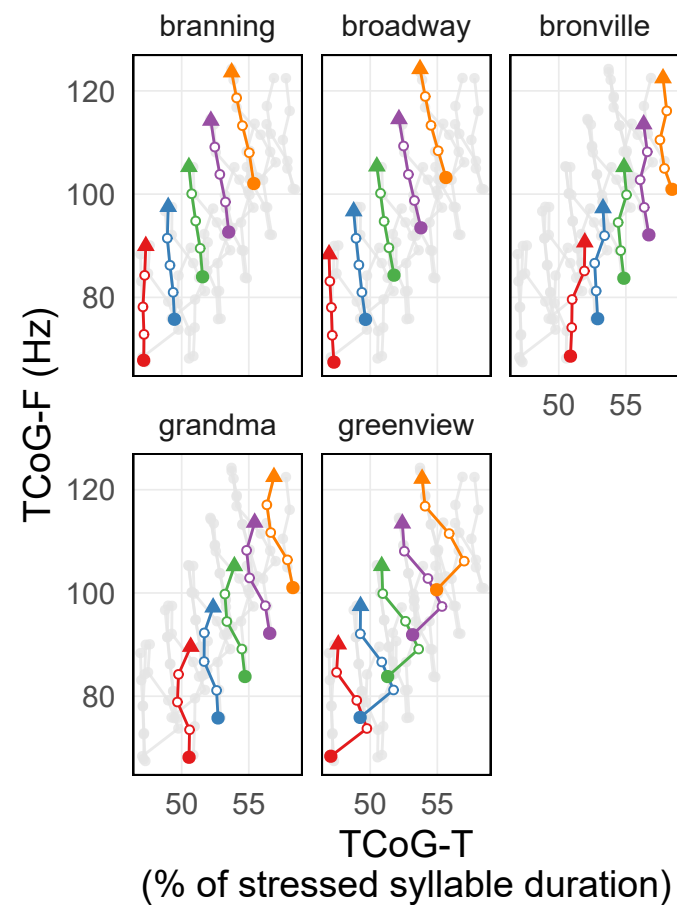 branning broadway bronville
120
100
80
50 55
grandma greenview
120
100
80
50 55 50 55
TCoG-F (Hz)
TCoG-T
(% of stressed syllable duration)